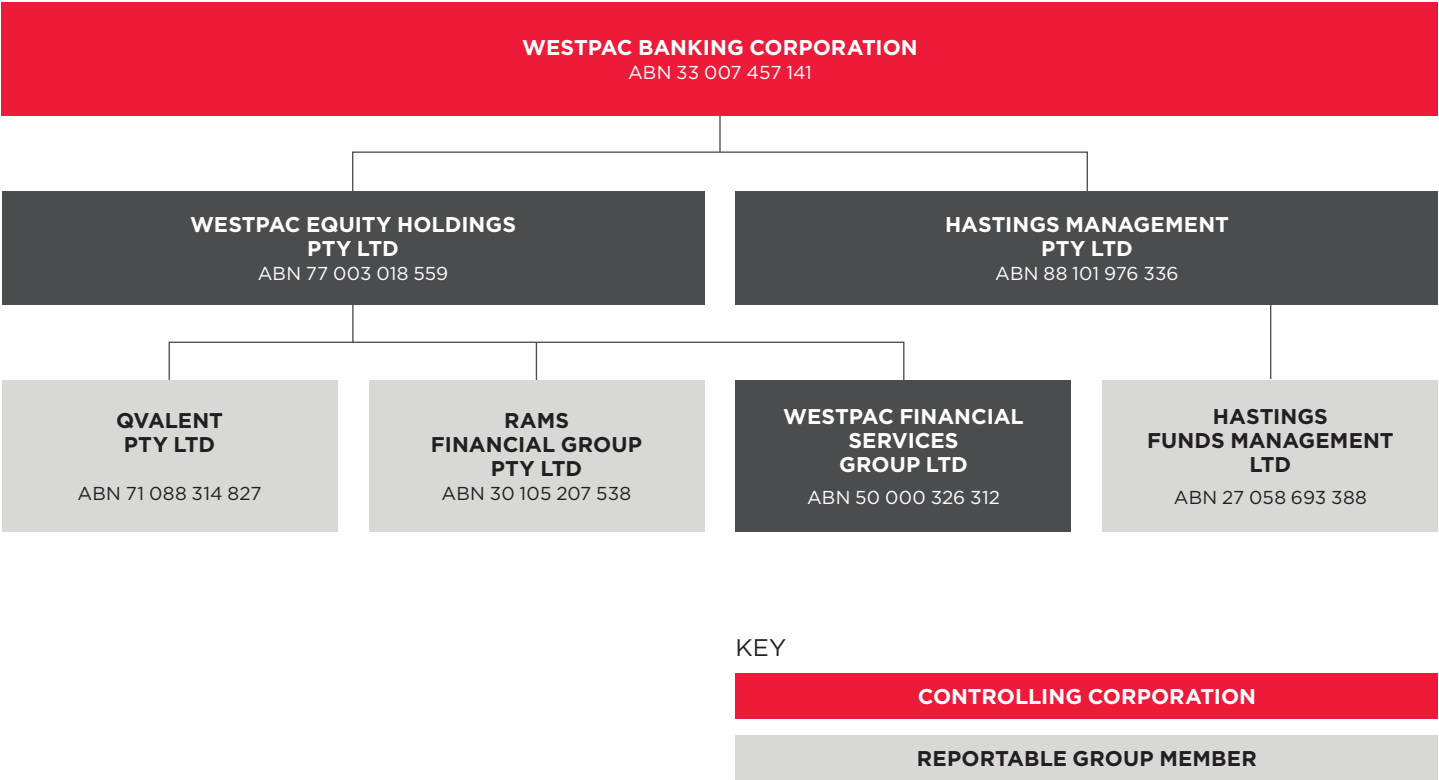 WESTPAC BANKING CORPORATION
ABN 33 007 457 141
WESTPAC EQUITY HOLDINGS
PTY LTD
ABN 77 003 018 559
HASTINGS MANAGEMENT
PTY LTD
ABN 88 101 976 336
QVALENT
PTY LTD
ABN 71 088 314 827
RAMS
FINANCIAL GROUP
PTY LTD
ABN 30 105 207 538
WESTPAC FINANCIAL
SERVICES
GROUP LTD
ABN 50 000 326 312
HASTINGS
FUNDS MANAGEMENT
LTD
ABN 27 058 693 388
KEY
CONTROLLING CORPORATION
REPORTABLE GROUP MEMBER